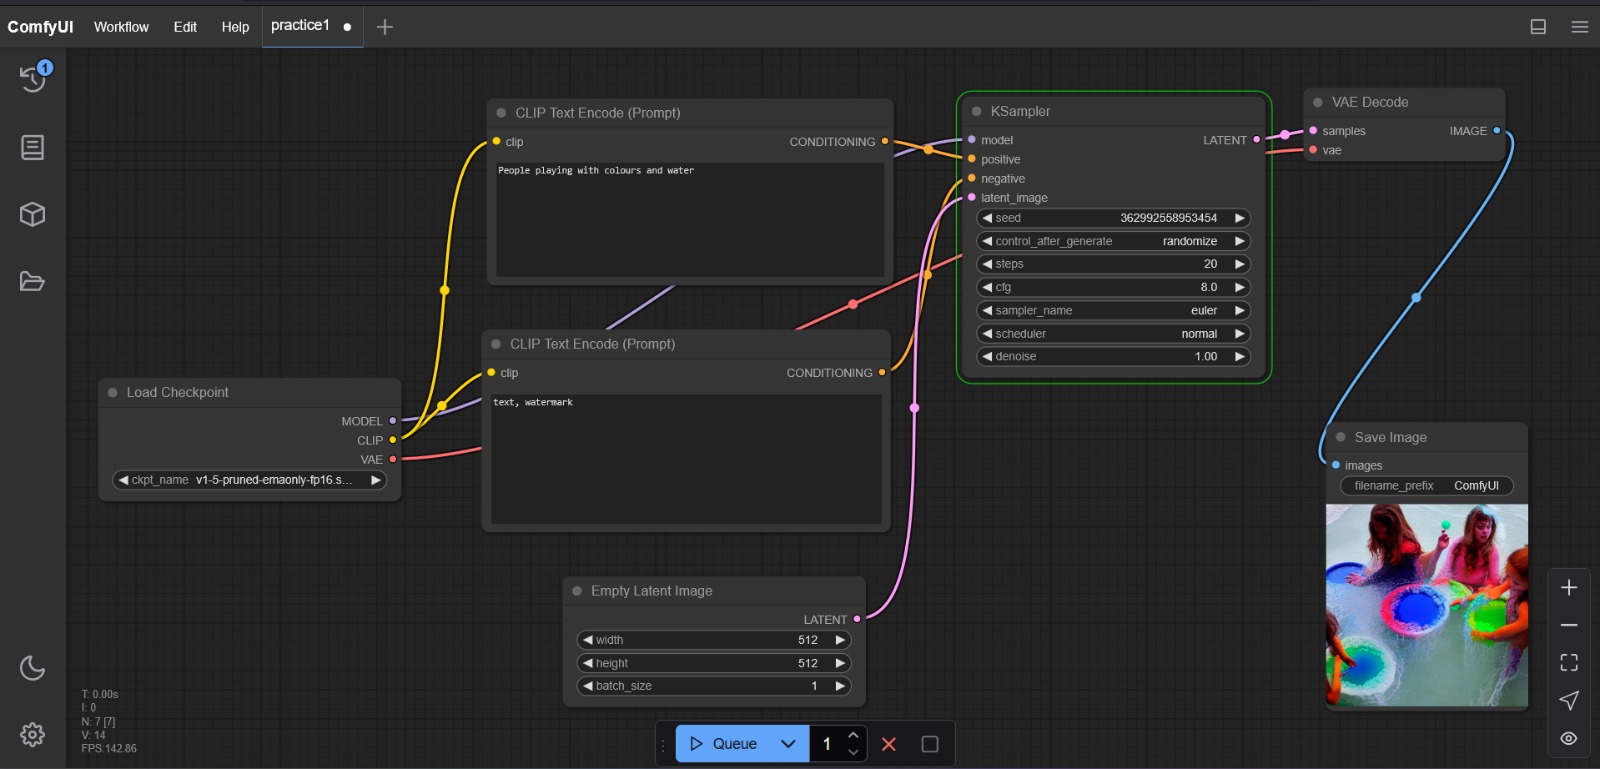 ComfyUI Workflow Edit Help practice1
1
CLIP Text Encode (Prompt)
clip CONDITIONING
People playing with colours and water
CLIP Text Encode (Prompt)
clip CONDITIONING
text, watermark
Load Checkpoint
MODEL
CLIP
VAE
ckpt_name v1-5-pruned-emaonly-fp16.s...
Empty Latent Image
LATENT
width 512
height 512
batch_size 1
KSampler
model LATENT
positive
negative
latent_image
seed 362992558953454
control_after_generate randomize
steps 20
cfg 8.0
sampler_name euler
scheduler normal
denoise 1.00
VAE Decode
samples IMAGE
vae
Save Image
images
filename_prefix ComfyUI
T: 0.00s
I: 0
N: 7 [7]
V: 14
FPS:142.86
Queue 1